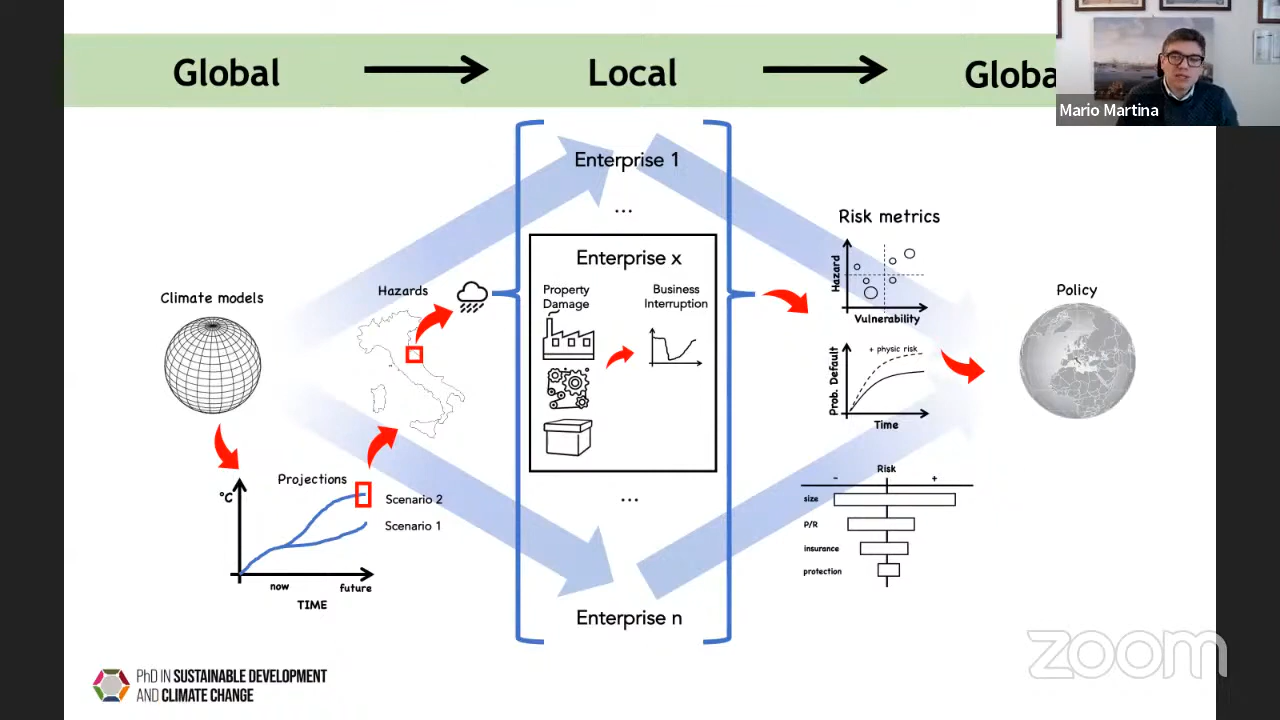 Global
Local
Globa
Mario Martina
Enterprise 1
...
Enterprise x
Property
Damage
Business
Interruption
...
Enterprise n
Climate models
Hazards
Projections
°C
Scenario 2
Scenario 1
now
future
TIME
Risk metrics
Hazard
Vulnerability
+ physic risk
Prob. Default
Time
Risk
-
+
size
P/R
insurance
protection
Policy
PhD IN SUSTAINABLE DEVELOPMENT
AND CLIMATE CHANGE
zoom